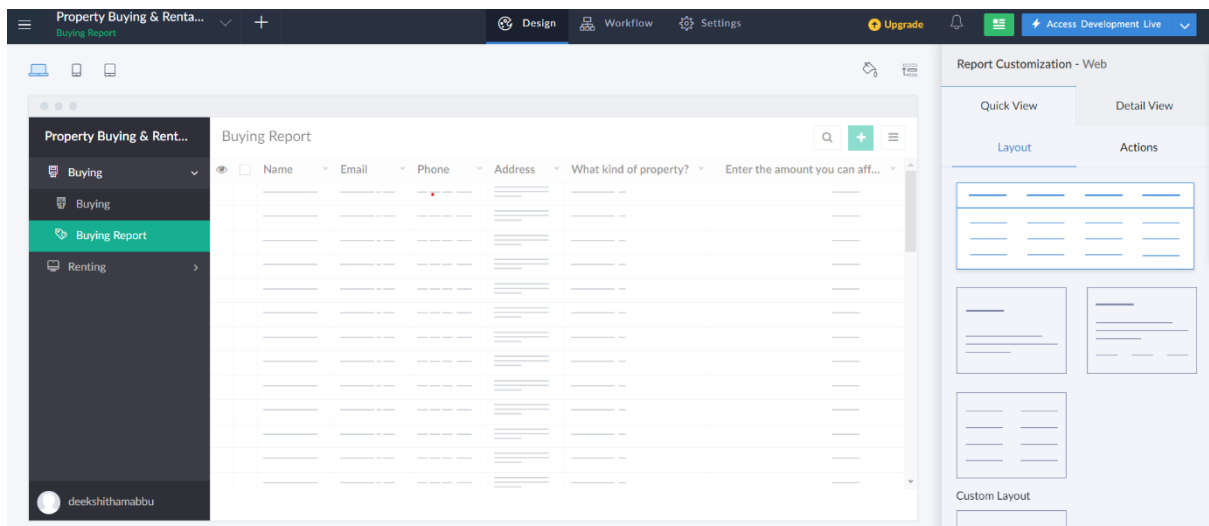 Property Buying & Renta...
Buying Report
Design
Workflow
Settings
Upgrade
Access Development Live
Report Customization - Web
Quick View
Detail View
Layout
Actions
Custom Layout
Property Buying & Rent...
Buying
Buying
Buying Report
Renting
deekshithamabbu
Buying Report
Name
Email
Phone
Address
What kind of property?
Enter the amount you can aff...